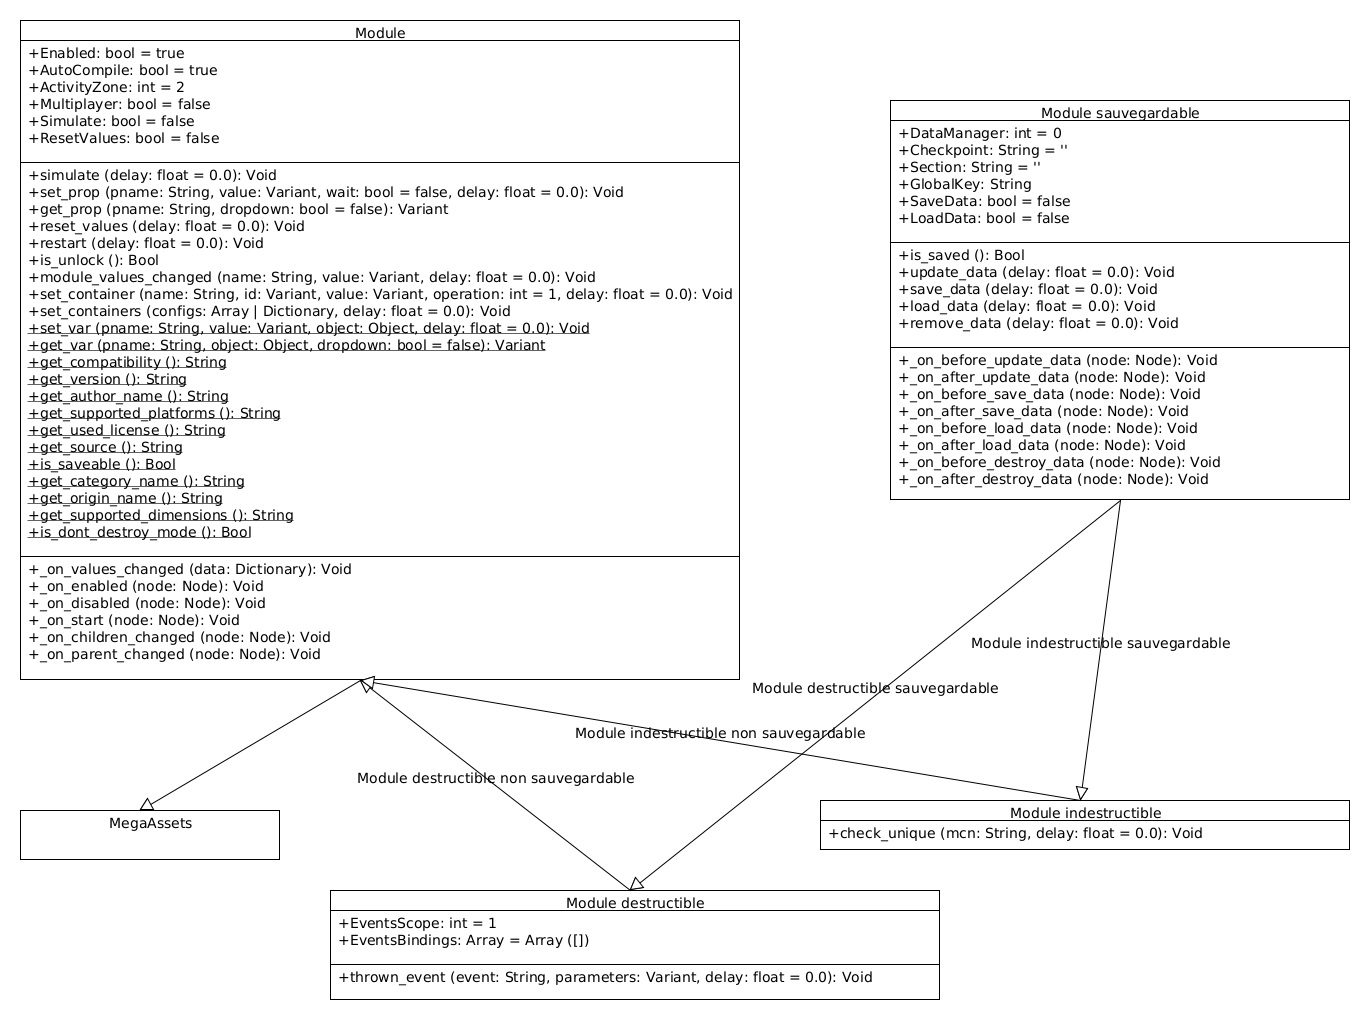 Module
+Enabled: bool = true
+AutoCompile: bool = true
+ActivityZone: int = 2
+Multiplayer: bool = false
+Simulate: bool = false
+ResetValues: bool = false
+simulate (delay: float = 0.0): Void
+set_prop (pname: String, value: Variant, wait: bool = false, delay: float = 0.0): Void
+get_prop (pname: String, dropdown: bool = false): Variant
+reset_values (delay: float = 0.0): Void
+restart (delay: float = 0.0): Void
+is_unlock (): Bool
+module_values_changed (name: String, value: Variant, delay: float = 0.0): Void
+set_container (name: String, id: Variant, value: Variant, operation: int = 1, delay: float = 0.0): Void
+set_containers (configs: Array | Dictionary, delay: float = 0.0): Void
+set_var (pname: String, value: Variant, object: Object, delay: float = 0.0): Void
+get_var (pname: String, object: Object, dropdown: bool = false): Variant
+get_compatibility (): String
+get_version (): String
+get_author_name (): String
+get_supported_platforms (): String
+get_used_license (): String
+get_source (): String
+is_saveable (): Bool
+get_category_name (): String
+get_origin_name (): String
+get_supported_dimensions (): String
+is_dont_destroy_mode (): Bool
+_on_values_changed (data: Dictionary): Void
+_on_enabled (node: Node): Void
+_on_disabled (node: Node): Void
+_on_start (node: Node): Void
+_on_children_changed (node: Node): Void
+_on_parent_changed (node: Node): Void
Module sauvegardable
+DataManager: int = 0
+Checkpoint: String = ''
+Section: String = ''
+GlobalKey: String
+SaveData: bool = false
+LoadData: bool = false
+is_saved (): Bool
+update_data (delay: float = 0.0): Void
+save_data (delay: float = 0.0): Void
+load_data (delay: float = 0.0): Void
+remove_data (delay: float = 0.0): Void
+_on_before_update_data (node: Node): Void
+_on_after_update_data (node: Node): Void
+_on_before_save_data (node: Node): Void
+_on_after_save_data (node: Node): Void
+_on_before_load_data (node: Node): Void
+_on_after_load_data (node: Node): Void
+_on_before_destroy_data (node: Node): Void
+_on_after_destroy_data (node: Node): Void
Module indestructible sauvegardable
Module destructible sauvegardable
Module indestructible non sauvegardable
Module destructible non sauvegardable
MegaAssets
Module indestructible
+check_unique (mcn: String, delay: float = 0.0): Void
Module destructible
+EventsScope: int = 1
+EventsBindings: Array = Array ([])
+thrown_event (event: String, parameters: Variant, delay: float = 0.0): Void